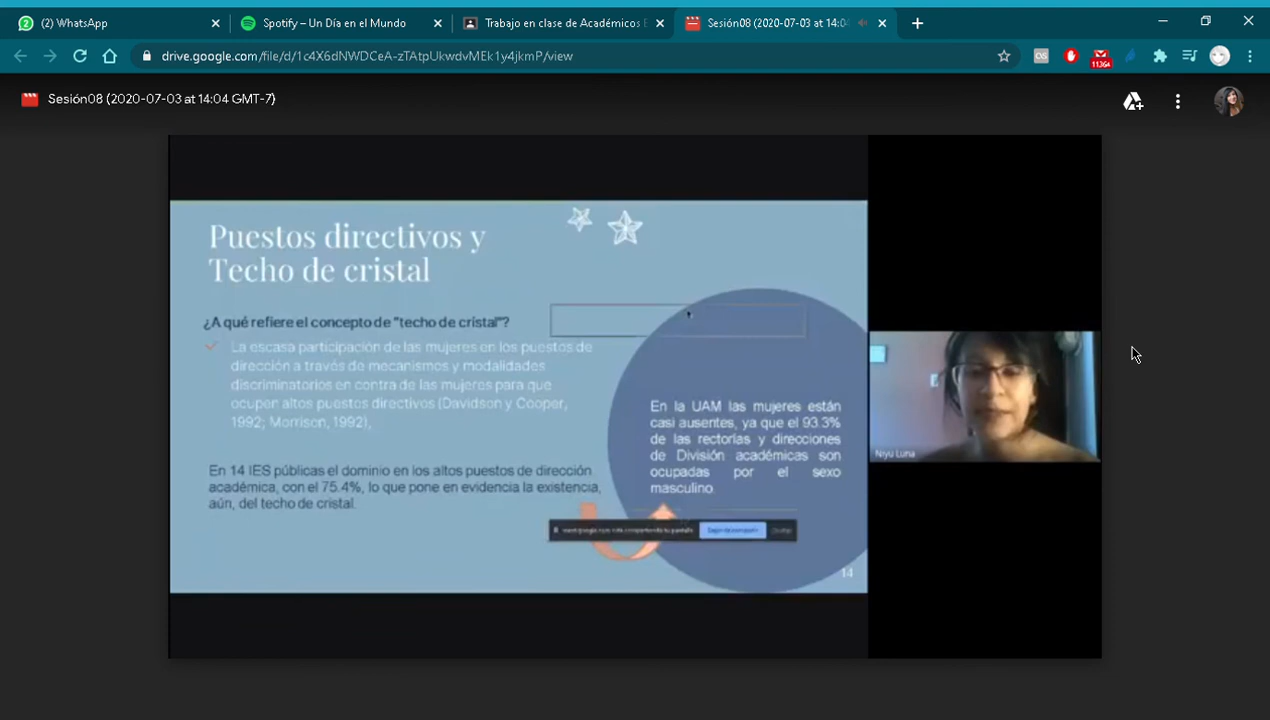 (2) WhatsApp
Spotify – Un Día en el Mundo
Trabajo en clase de Académicos E
Sesión08 (2020-07-03 at 14:04
drive.google.com/file/d/1c4X6dNWDCeA-zTAtpUkwdvMEk1y4jkmP/view
11364
Sesión08 (2020-07-03 at 14:04 GMT-7)
Puestos directivos y
Techo de cristal
¿A qué refiere el concepto de "techo de cristal"?
La escasa participación de las mujeres en los puestos de
dirección a través de mecanismos y modalidades
discriminatorios en contra de las mujeres para que
ocupen altos puestos directivos (Davidson y Cooper,
1992; Morrison, 1992),
En 14 IES públicas el dominio en los altos puestos de dirección
académica, con el 75.4%, lo que pone en evidencia la existencia,
aún, del techo de cristal.
En la UAM las mujeres están
casi ausentes, ya que el 93.3%
de las rectorías y direcciones
de División académicas son
ocupadas por el sexo
masculino
14
Niyu Luna